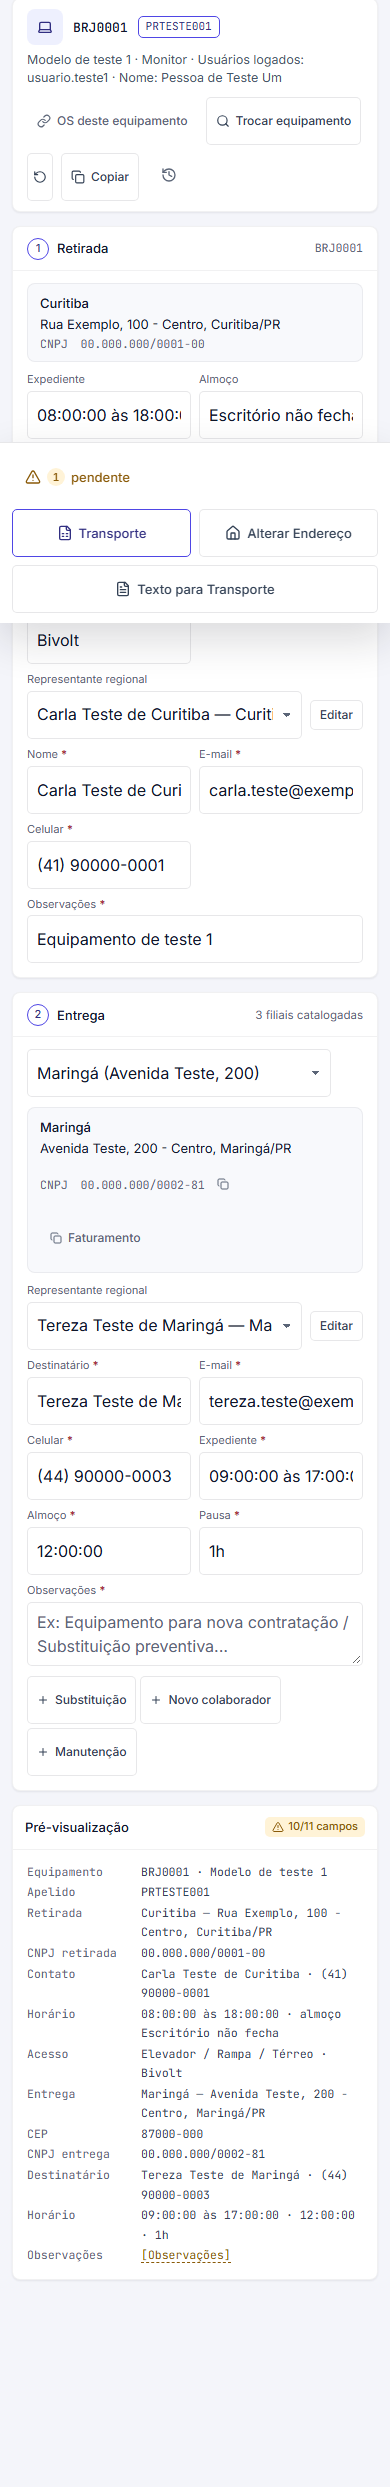 BRJ0001 PRTESTE001
Modelo de teste 1 · Monitor · Usuários logados:
usuario.teste1 · Nome: Pessoa de Teste Um
OS deste equipamento Trocar equipamento
Copiar
1 Retirada BRJ0001
Curitiba
Rua Exemplo, 100 - Centro, Curitiba/PR
CNPJ 00.000.000/0001-00
Expediente Almoço
08:00:00 às 18:00: Escritório não fech
1 pendente
Transporte Alterar Endereço
Texto para Transporte
Bivolt
Representante regional
Carla Teste de Curitiba — Curiti Editar
Nome * E-mail *
Carla Teste de Curi carla.teste@exemp
Celular *
(41) 90000-0001
Observações *
Equipamento de teste 1
2 Entrega 3 filiais catalogadas
Maringá (Avenida Teste, 200)
Maringá
Avenida Teste, 200 - Centro, Maringá/PR
CNPJ 00.000.000/0002-81
Faturamento
Representante regional
Tereza Teste de Maringá — Ma Editar
Destinatário * E-mail *
Tereza Teste de Ma tereza.teste@exem
Celular * Expediente *
(44) 90000-0003 09:00:00 às 17:00:0
Almoço * Pausa *
12:00:00 1h
Observações *
Ex: Equipamento para nova contratação /
Substituição preventiva...
+ Substituição + Novo colaborador
+ Manutenção
Pré-visualização 10/11 campos
Equipamento BRJ0001 · Modelo de teste 1
Apelido PRTESTE001
Retirada Curitiba — Rua Exemplo, 100 -
Centro, Curitiba/PR
CNPJ retirada 00.000.000/0001-00
Contato Carla Teste de Curitiba · (41)
90000-0001
Horário 08:00:00 às 18:00:00 · almoço
Escritório não fecha
Acesso Elevador / Rampa / Térreo ·
Bivolt
Entrega Maringá — Avenida Teste, 200 -
Centro, Maringá/PR
CEP 87000-000
CNPJ entrega 00.000.000/0002-81
Destinatário Tereza Teste de Maringá · (44)
90000-0003
Horário 09:00:00 às 17:00:00 · 12:00:00
· 1h
Observações [Observações]